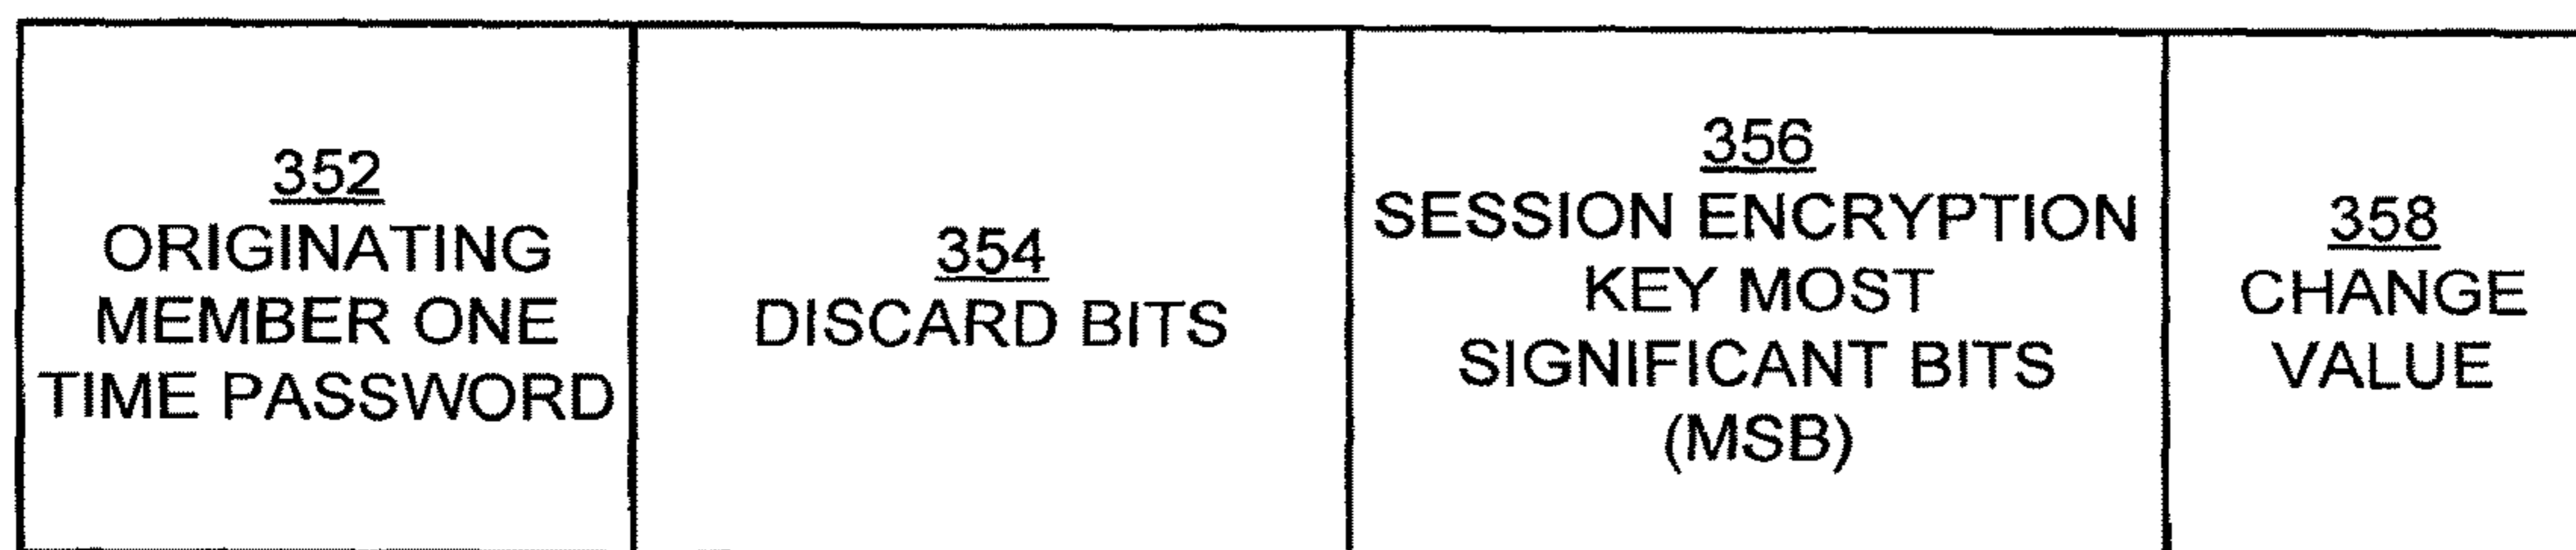 352
ORIGINATING
MEMBER ONE
TIME PASSWORD
354
DISCARD BITS
356
SESSION ENCRYPTION
KEY MOST
SIGNIFICANT BITS
(MSB)
358
CHANGE
VALUE